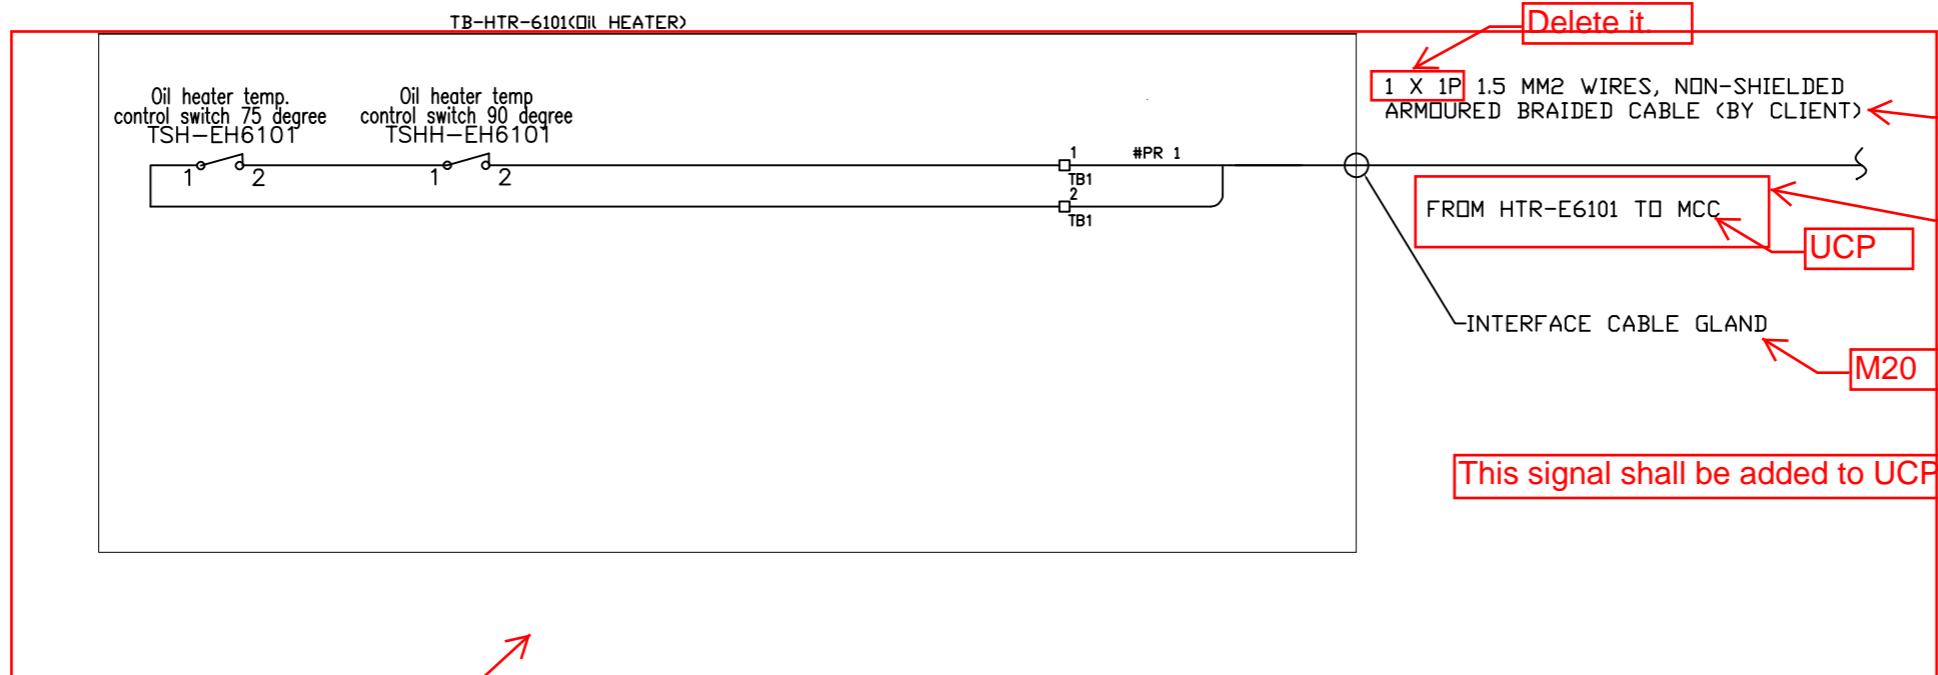 TB-HTR-6101(OiL HEATER)
Delete it.
1 X 1P 1.5 MM2 WIRES, NON-SHIELDED
ARMOURED BRAIDED CABLE (BY CLIENT)
Oil heater temp.
control switch 75 degree
TSH-EH6101
Oil heater temp
control switch 90 degree
TSHH-EH6101
1 2
1 2
1
#PR 1
TB1
2
TB1
FROM HTR-E6101 TO MCC
UCP
INTERFACE CABLE GLAND
M20
This signal shall be added to UCP